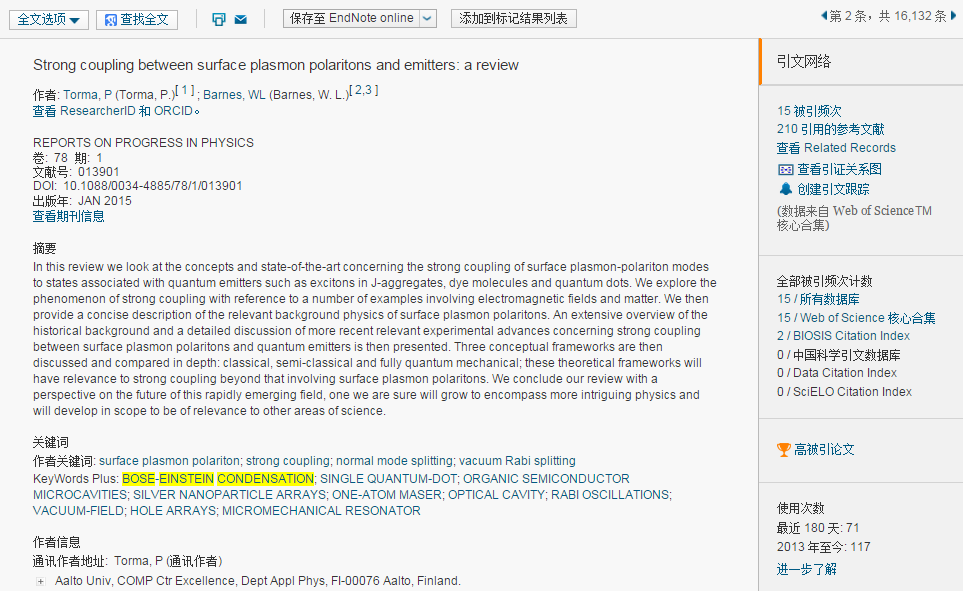 全文选项 查找全文 保存至 EndNote online 添加到标记结果列表 第 2 条，共 16,132 条
Strong coupling between surface plasmon polaritons and emitters: a review
作者: Torma, P (Torma, P.)[ 1 ] ; Barnes, WL (Barnes, W. L.)[ 2,3 ]
查看 ResearcherID 和 ORCID。
REPORTS ON PROGRESS IN PHYSICS
卷: 78 期: 1
文献号: 013901
DOI: 10.1088/0034-4885/78/1/013901
出版年: JAN 2015
查看期刊信息
摘要
In this review we look at the concepts and state-of-the-art concerning the strong coupling of surface plasmon-polariton modes
to states associated with quantum emitters such as excitons in J-aggregates, dye molecules and quantum dots. We explore the
phenomenon of strong coupling with reference to a number of examples involving electromagnetic fields and matter. We then
provide a concise description of the relevant background physics of surface plasmon polaritons. An extensive overview of the
historical background and a detailed discussion of more recent relevant experimental advances concerning strong coupling
between surface plasmon polaritons and quantum emitters is then presented. Three conceptual frameworks are then
discussed and compared in depth: classical, semi-classical and fully quantum mechanical; these theoretical frameworks will
have relevance to strong coupling beyond that involving surface plasmon polaritons. We conclude our review with a
perspective on the future of this rapidly emerging field, one we are sure will grow to encompass more intriguing physics and
will develop in scope to be of relevance to other areas of science.
关键词
作者关键词: surface plasmon polariton; strong coupling; normal mode splitting; vacuum Rabi splitting
KeyWords Plus: BOSE-EINSTEIN CONDENSATION; SINGLE QUANTUM-DOT; ORGANIC SEMICONDUCTOR
MICROCAVITIES; SILVER NANOPARTICLE ARRAYS; ONE-ATOM MASER; OPTICAL CAVITY; RABI OSCILLATIONS;
VACUUM-FIELD; HOLE ARRAYS; MICROMECHANICAL RESONATOR
作者信息
通讯作者地址: Torma, P (通讯作者)
Aalto Univ, COMP Ctr Excellence, Dept Appl Phys, FI-00076 Aalto, Finland.
引文网络
15 被引频次
210 引用的参考文献
查看 Related Records
查看引证关系图
创建引文跟踪
(数据来自 Web of Science™
核心合集)
全部被引频次计数
15 / 所有数据库
15 / Web of Science 核心合集
2 / BIOSIS Citation Index
0 / 中国科学引文数据库
0 / Data Citation Index
0 / SciELO Citation Index
高被引论文
使用次数
最近 180 天: 71
2013 年至今: 117
进一步了解